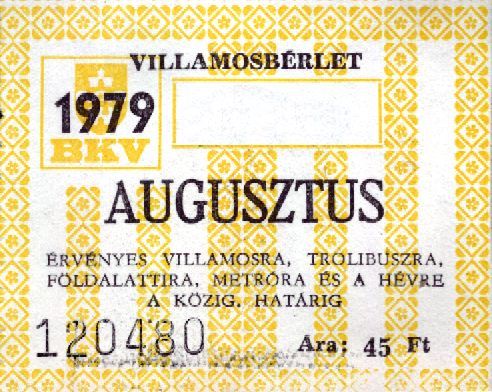 VILLAMOSBÉRLET
1979
BKV
AUGUSZTUS
ÉRVÉNYES VILLAMOSRA, TROLIBUSZRA,
FÖLDALATTIRA, METRÓRA ÉS A HÉVRE
A KÖZIG. HATÁRIG
120480
Ára: 45 Ft